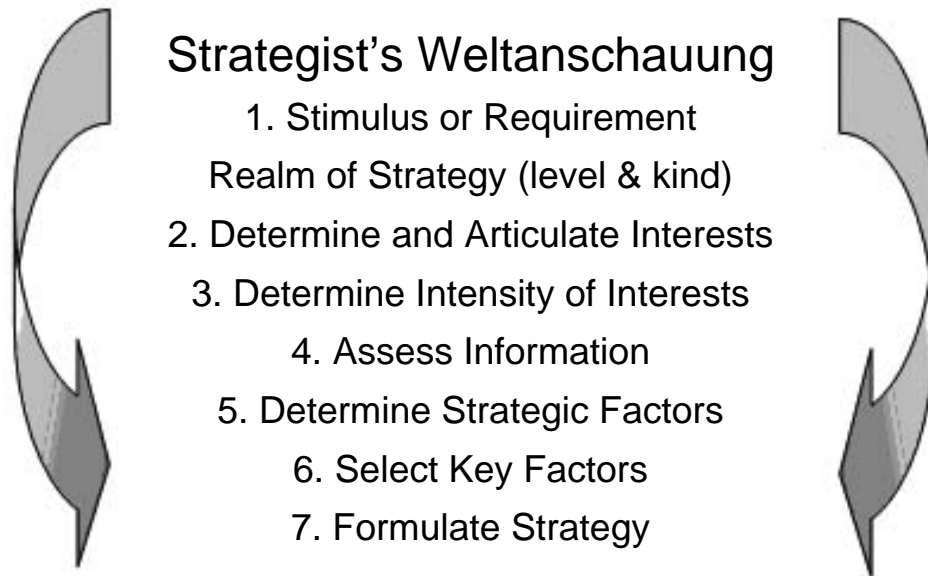 Strategist's Weltanschauung
1. Stimulus or Requirement
Realm of Strategy (level & kind)
2. Determine and Articulate Interests
3. Determine Intensity of Interests
4. Assess Information
5. Determine Strategic Factors
6. Select Key Factors
7. Formulate Strategy